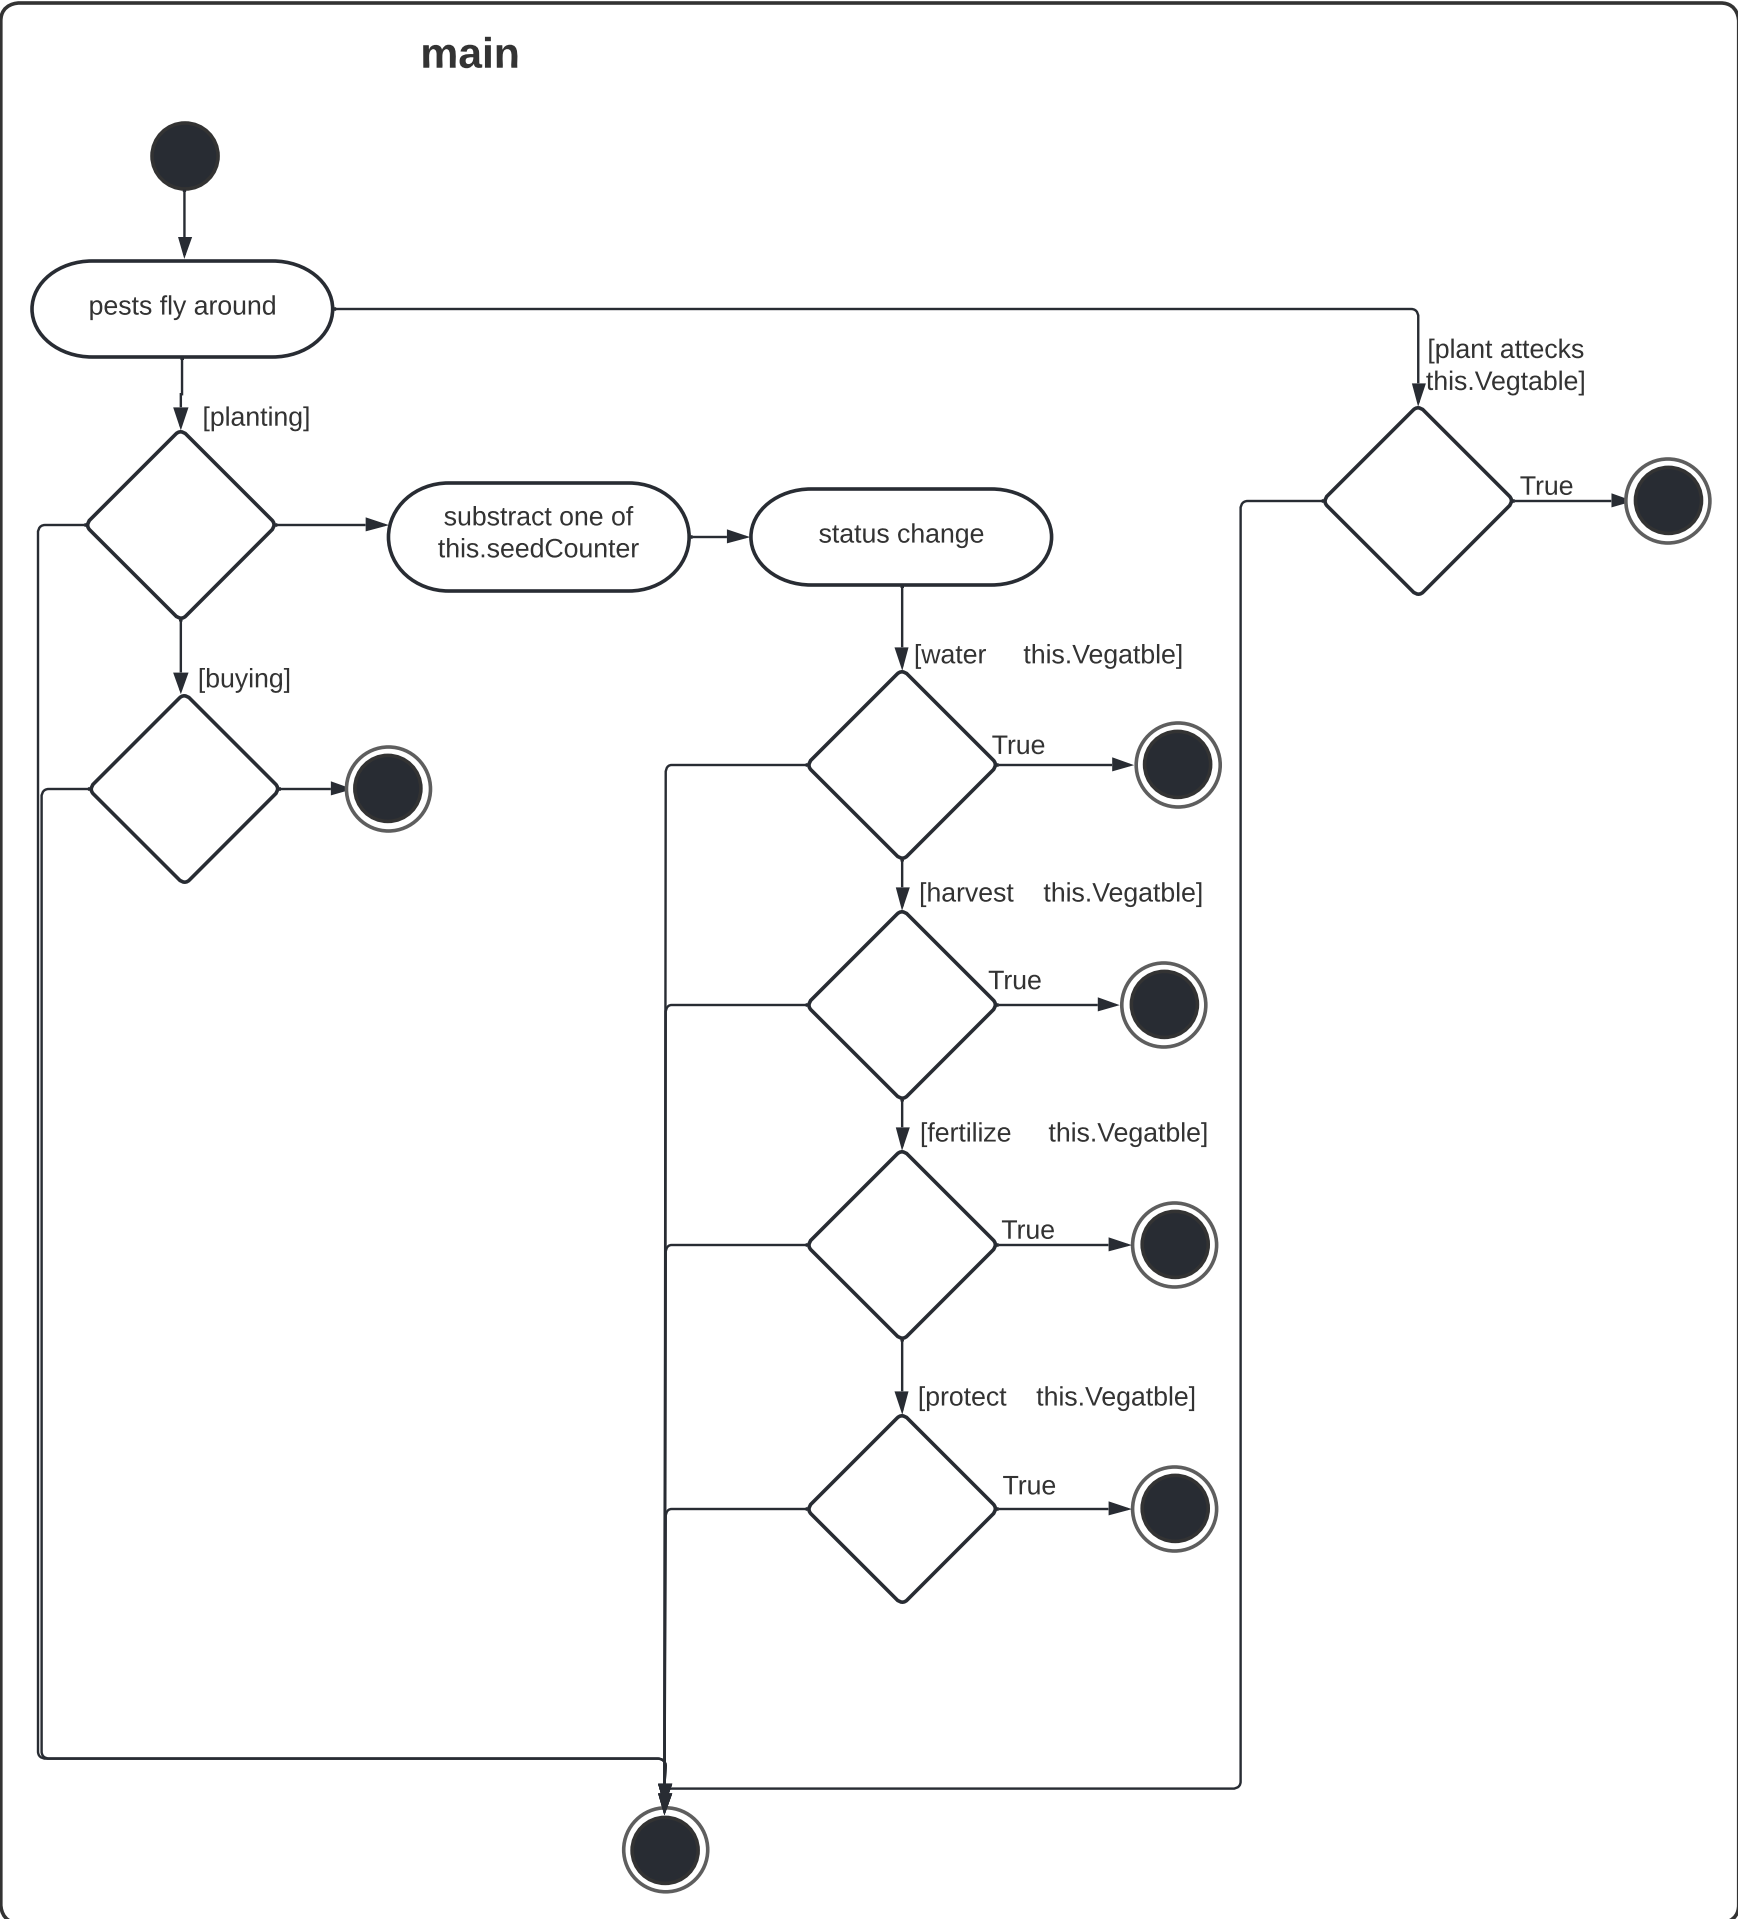 main
pests fly around
[plant attecks
this.Vegtable]
[planting]
True
substract one of
this.seedCounter
status change
[water this.Vegatble]
[buying]
True
[harvest this.Vegatble]
True
[fertilize this.Vegatble]
True
[protect this.Vegatble]
True